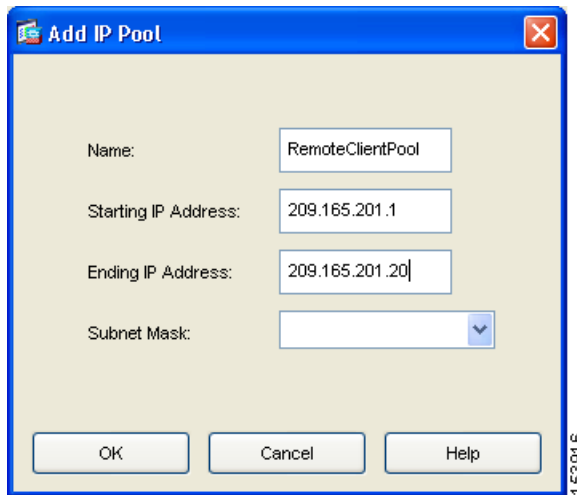 Add IP Pool
Name: RemoteClientPool
Starting IP Address: 209.165.201.1
Ending IP Address: 209.165.201.20
Subnet Mask:
OK Cancel Help
153916